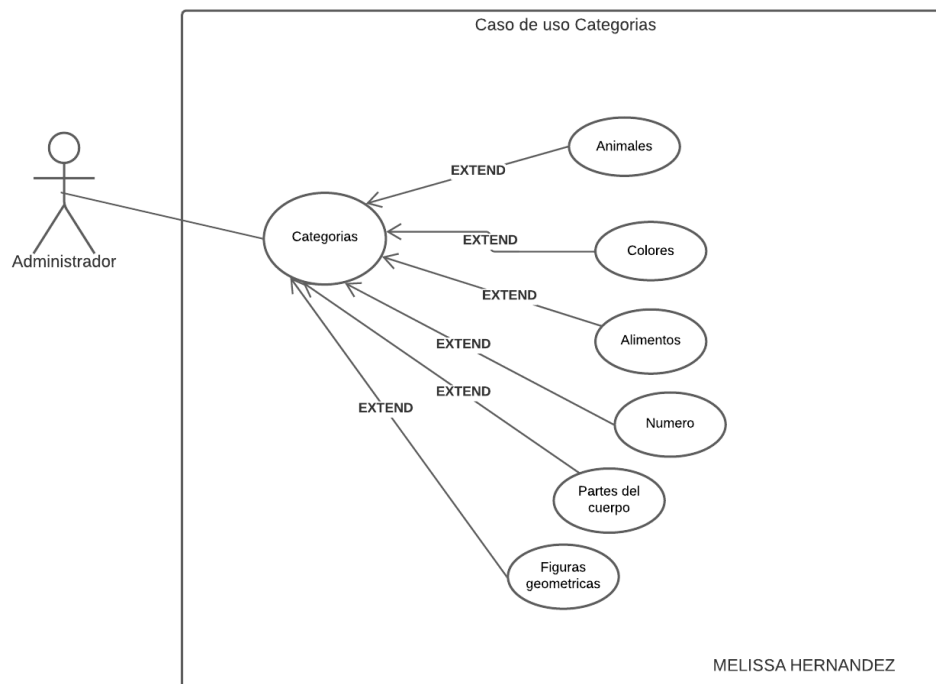 Caso de uso Categorias
Animales
EXTEND
Categorias
EXTEND
Colores
Administrador
EXTEND
Alimentos
EXTEND
Numero
EXTEND
EXTEND
Partes del
cuerpo
Figuras
geometricas
MELISSA HERNANDEZ